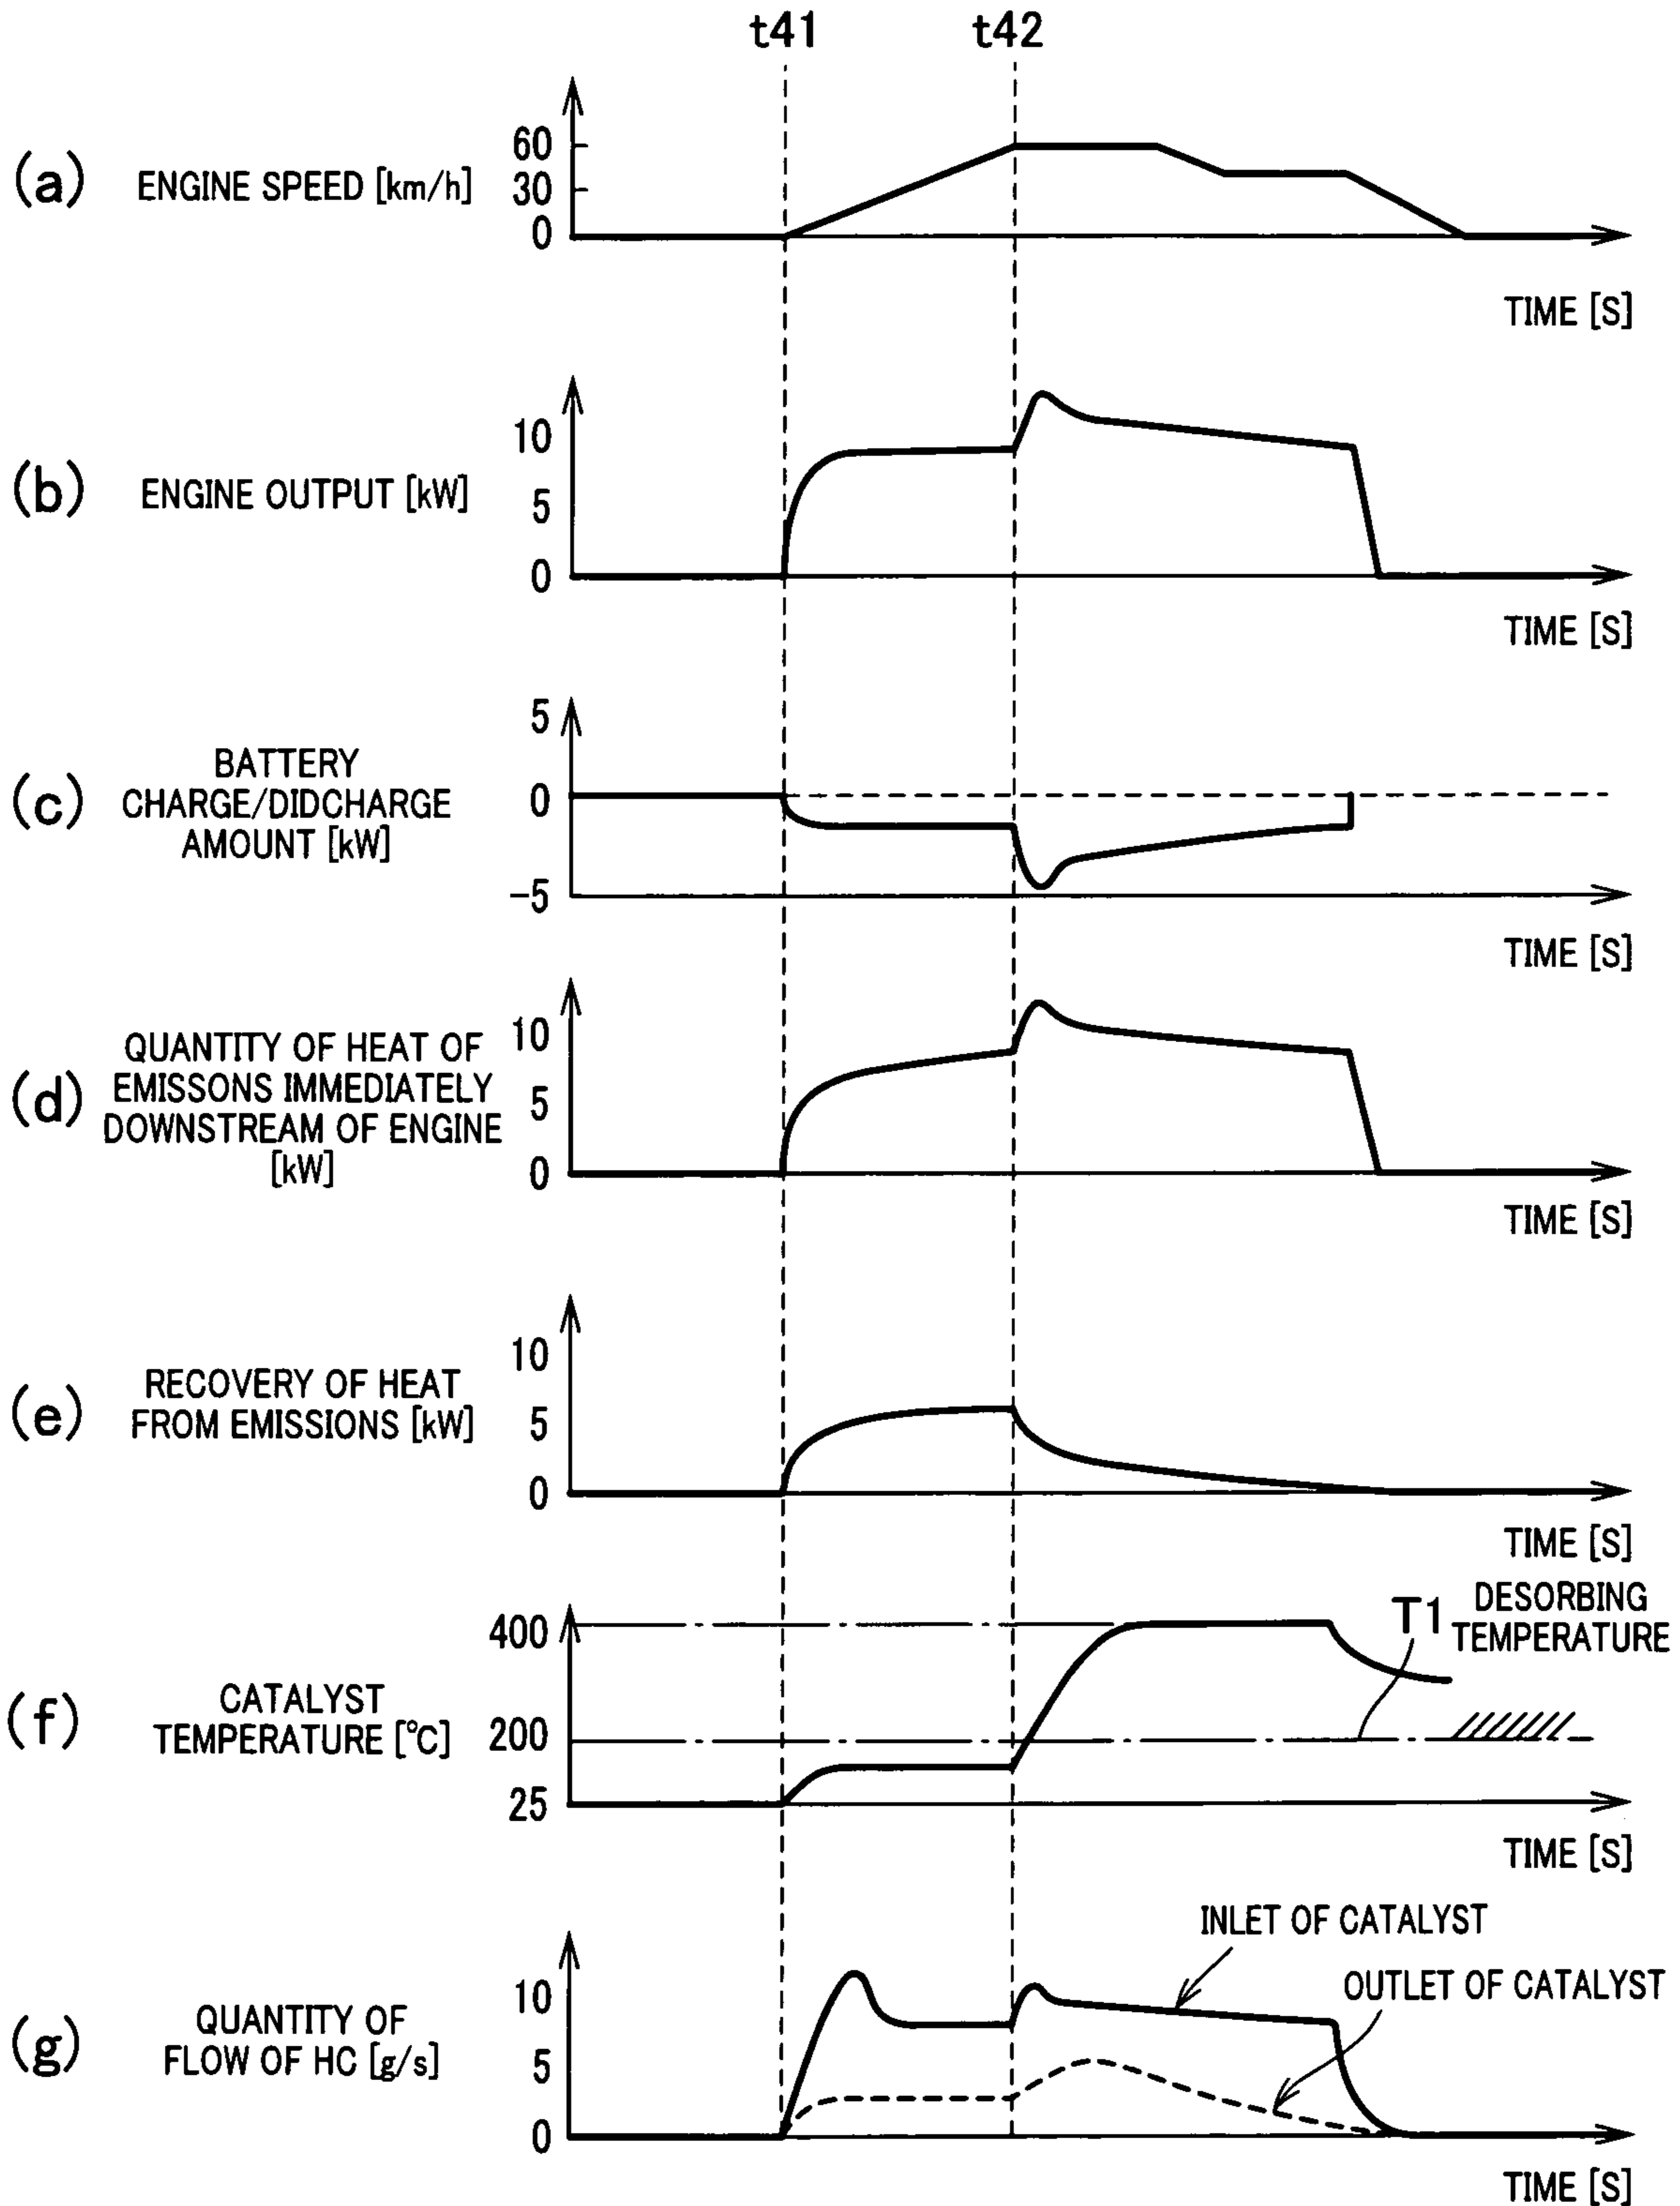 t41 t42
(a) ENGINE SPEED [km/h]
60
30
0
TIME [S]
(b) ENGINE OUTPUT [kW]
10
5
0
TIME [S]
(c)
BATTERY
CHARGE/DIDCHARGE
AMOUNT [kW]
5
0
-5
TIME [S]
(d)
QUANTITY OF HEAT OF
EMISSONS IMMEDIATELY
DOWNSTREAM OF ENGINE
[kW]
10
5
0
TIME [S]
(e)
RECOVERY OF HEAT
FROM EMISSIONS [kW]
10
5
0
TIME [S]
(f)
CATALYST
TEMPERATURE [°C]
400
200
25
T1
DESORBING
TEMPERATURE
TIME [S]
(g)
QUANTITY OF
FLOW OF HC [g/s]
10
5
0
INLET OF CATALYST
OUTLET OF CATALYST
TIME [S]